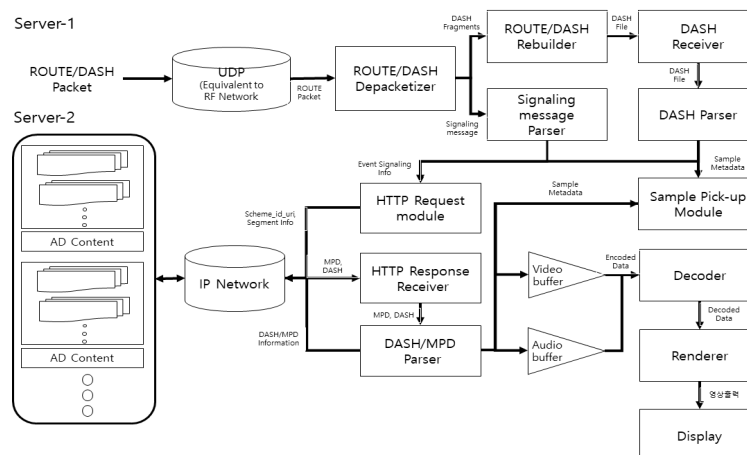 Server-1
ROUTE/DASH
Packet
UDP
(Equivalent to
RF Network
ROUTE
Packet
ROUTE/DASH
Depacketizer
DASH
Fragments
Signaling
message
ROUTE/DASH
Rebuilder
DASH
File
DASH
Receiver
DASH
File
Signaling
message
Parser
DASH Parser
Server-2
AD Content
AD Content
Event Signaling
Info
Sample
Metadata
HTTP Request
module
Sample
Metadata
Sample Pick-up
Module
Scheme_id_uri,
Segment Info
IP Network
MPD,
DASH
HTTP Response
Receiver
MPD, DASH
DASH/MPD
Information
DASH/MPD
Parser
Video
buffer
Audio
buffer
Encoded
Data
Decoder
Decoded
Data
Renderer
영상출력
Display